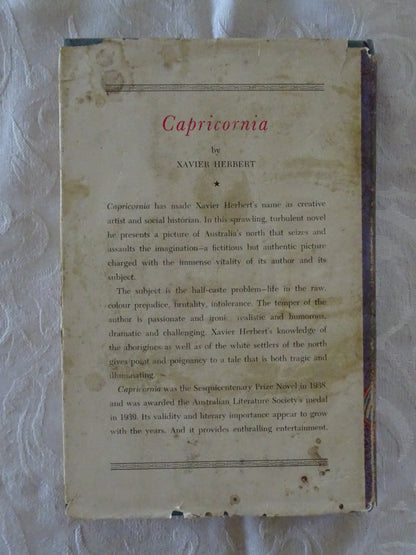 Capricornia
by
XAVIER HERBERT
★
Capricornia has made Xavier Herbert's name as creative
artist and social historian. In this sprawling, turbulent novel
he presents a picture of Australia's north that seizes and
assaults the imagination—a fictitious but authentic picture
charged with the immense vitality of its author and its
subject.
The subject is the half-caste problem—life in the raw,
colour prejudice, brutality, intolerance. The temper of the
author is passionate and ironic, realistic and humorous,
dramatic and challenging. Xavier Herbert's knowledge of
the aborigines as well as of the white settlers of the north
gives point and poignancy to a tale that is both tragic and
illuminating.
Capricornia was the Sesquicentenary Prize Novel in 1938
and was awarded the Australian Literature Society's medal
in 1939. Its validity and literary importance appear to grow
with the years. And it provides enthralling entertainment.